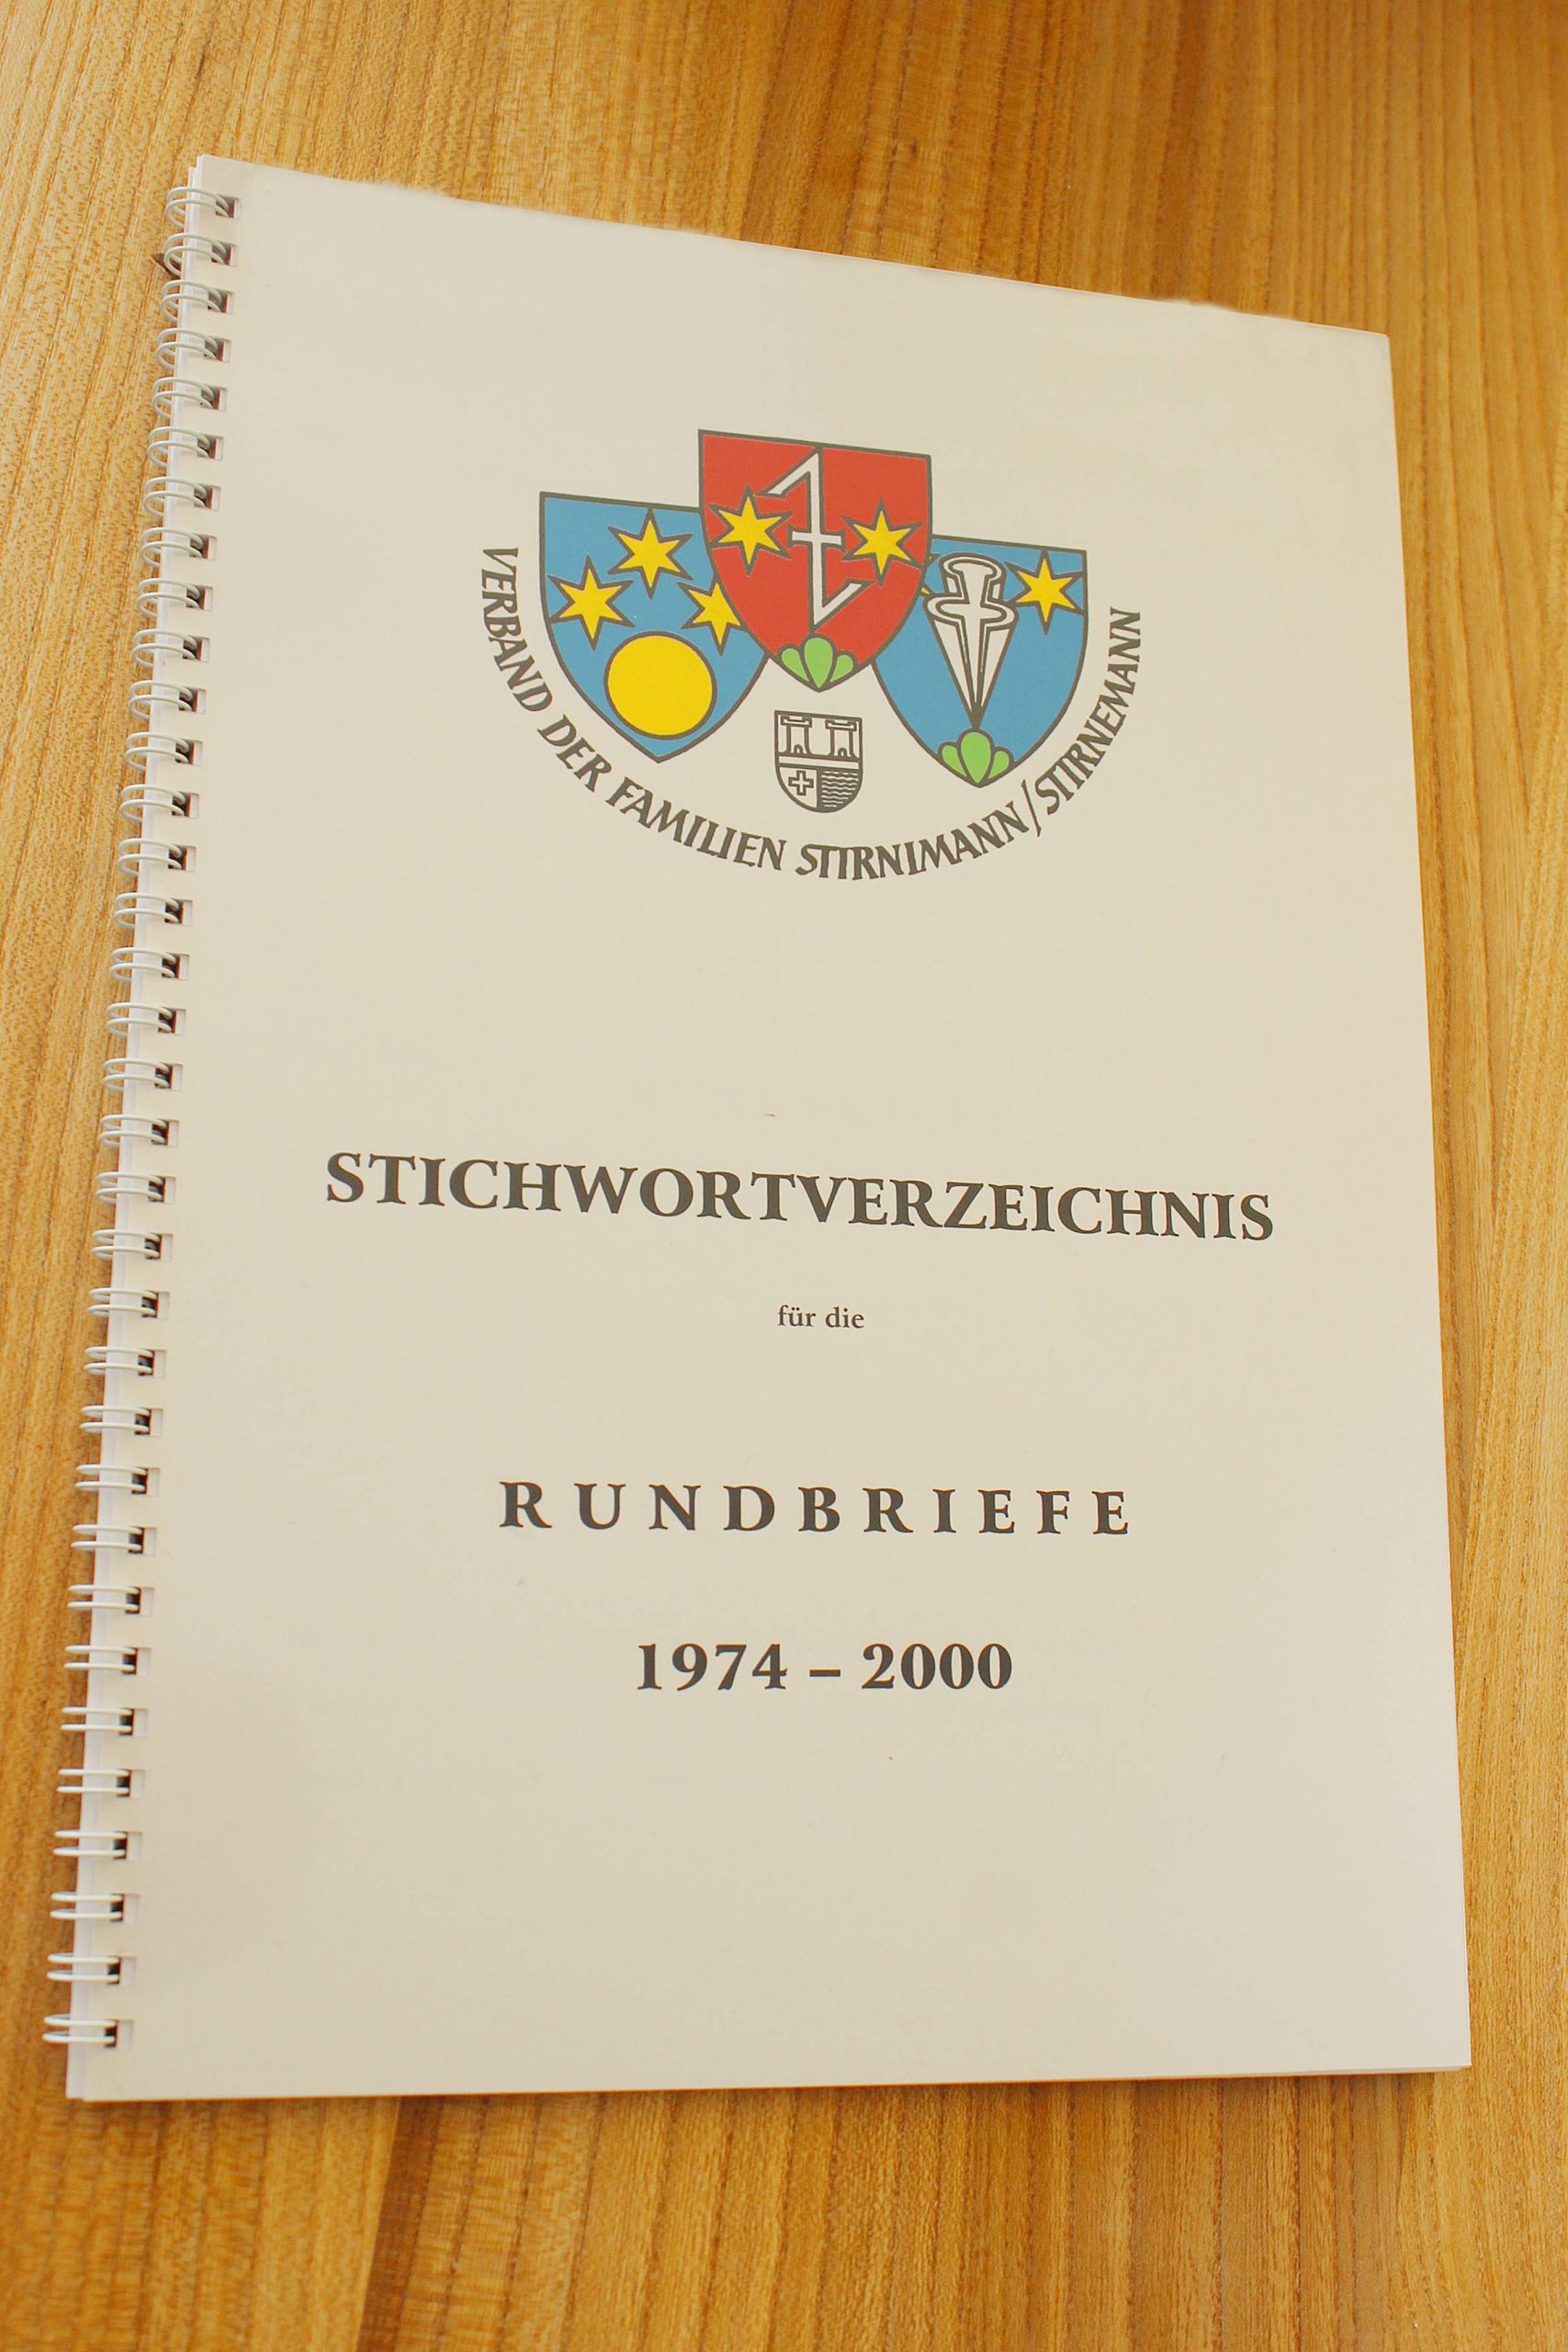 VERBAND DER FAMILIEN STIRNIMANN/STIRNEMANN
STICHWORTVERZEICHNIS
für die
RUNDBRIEFE
1974 – 2000